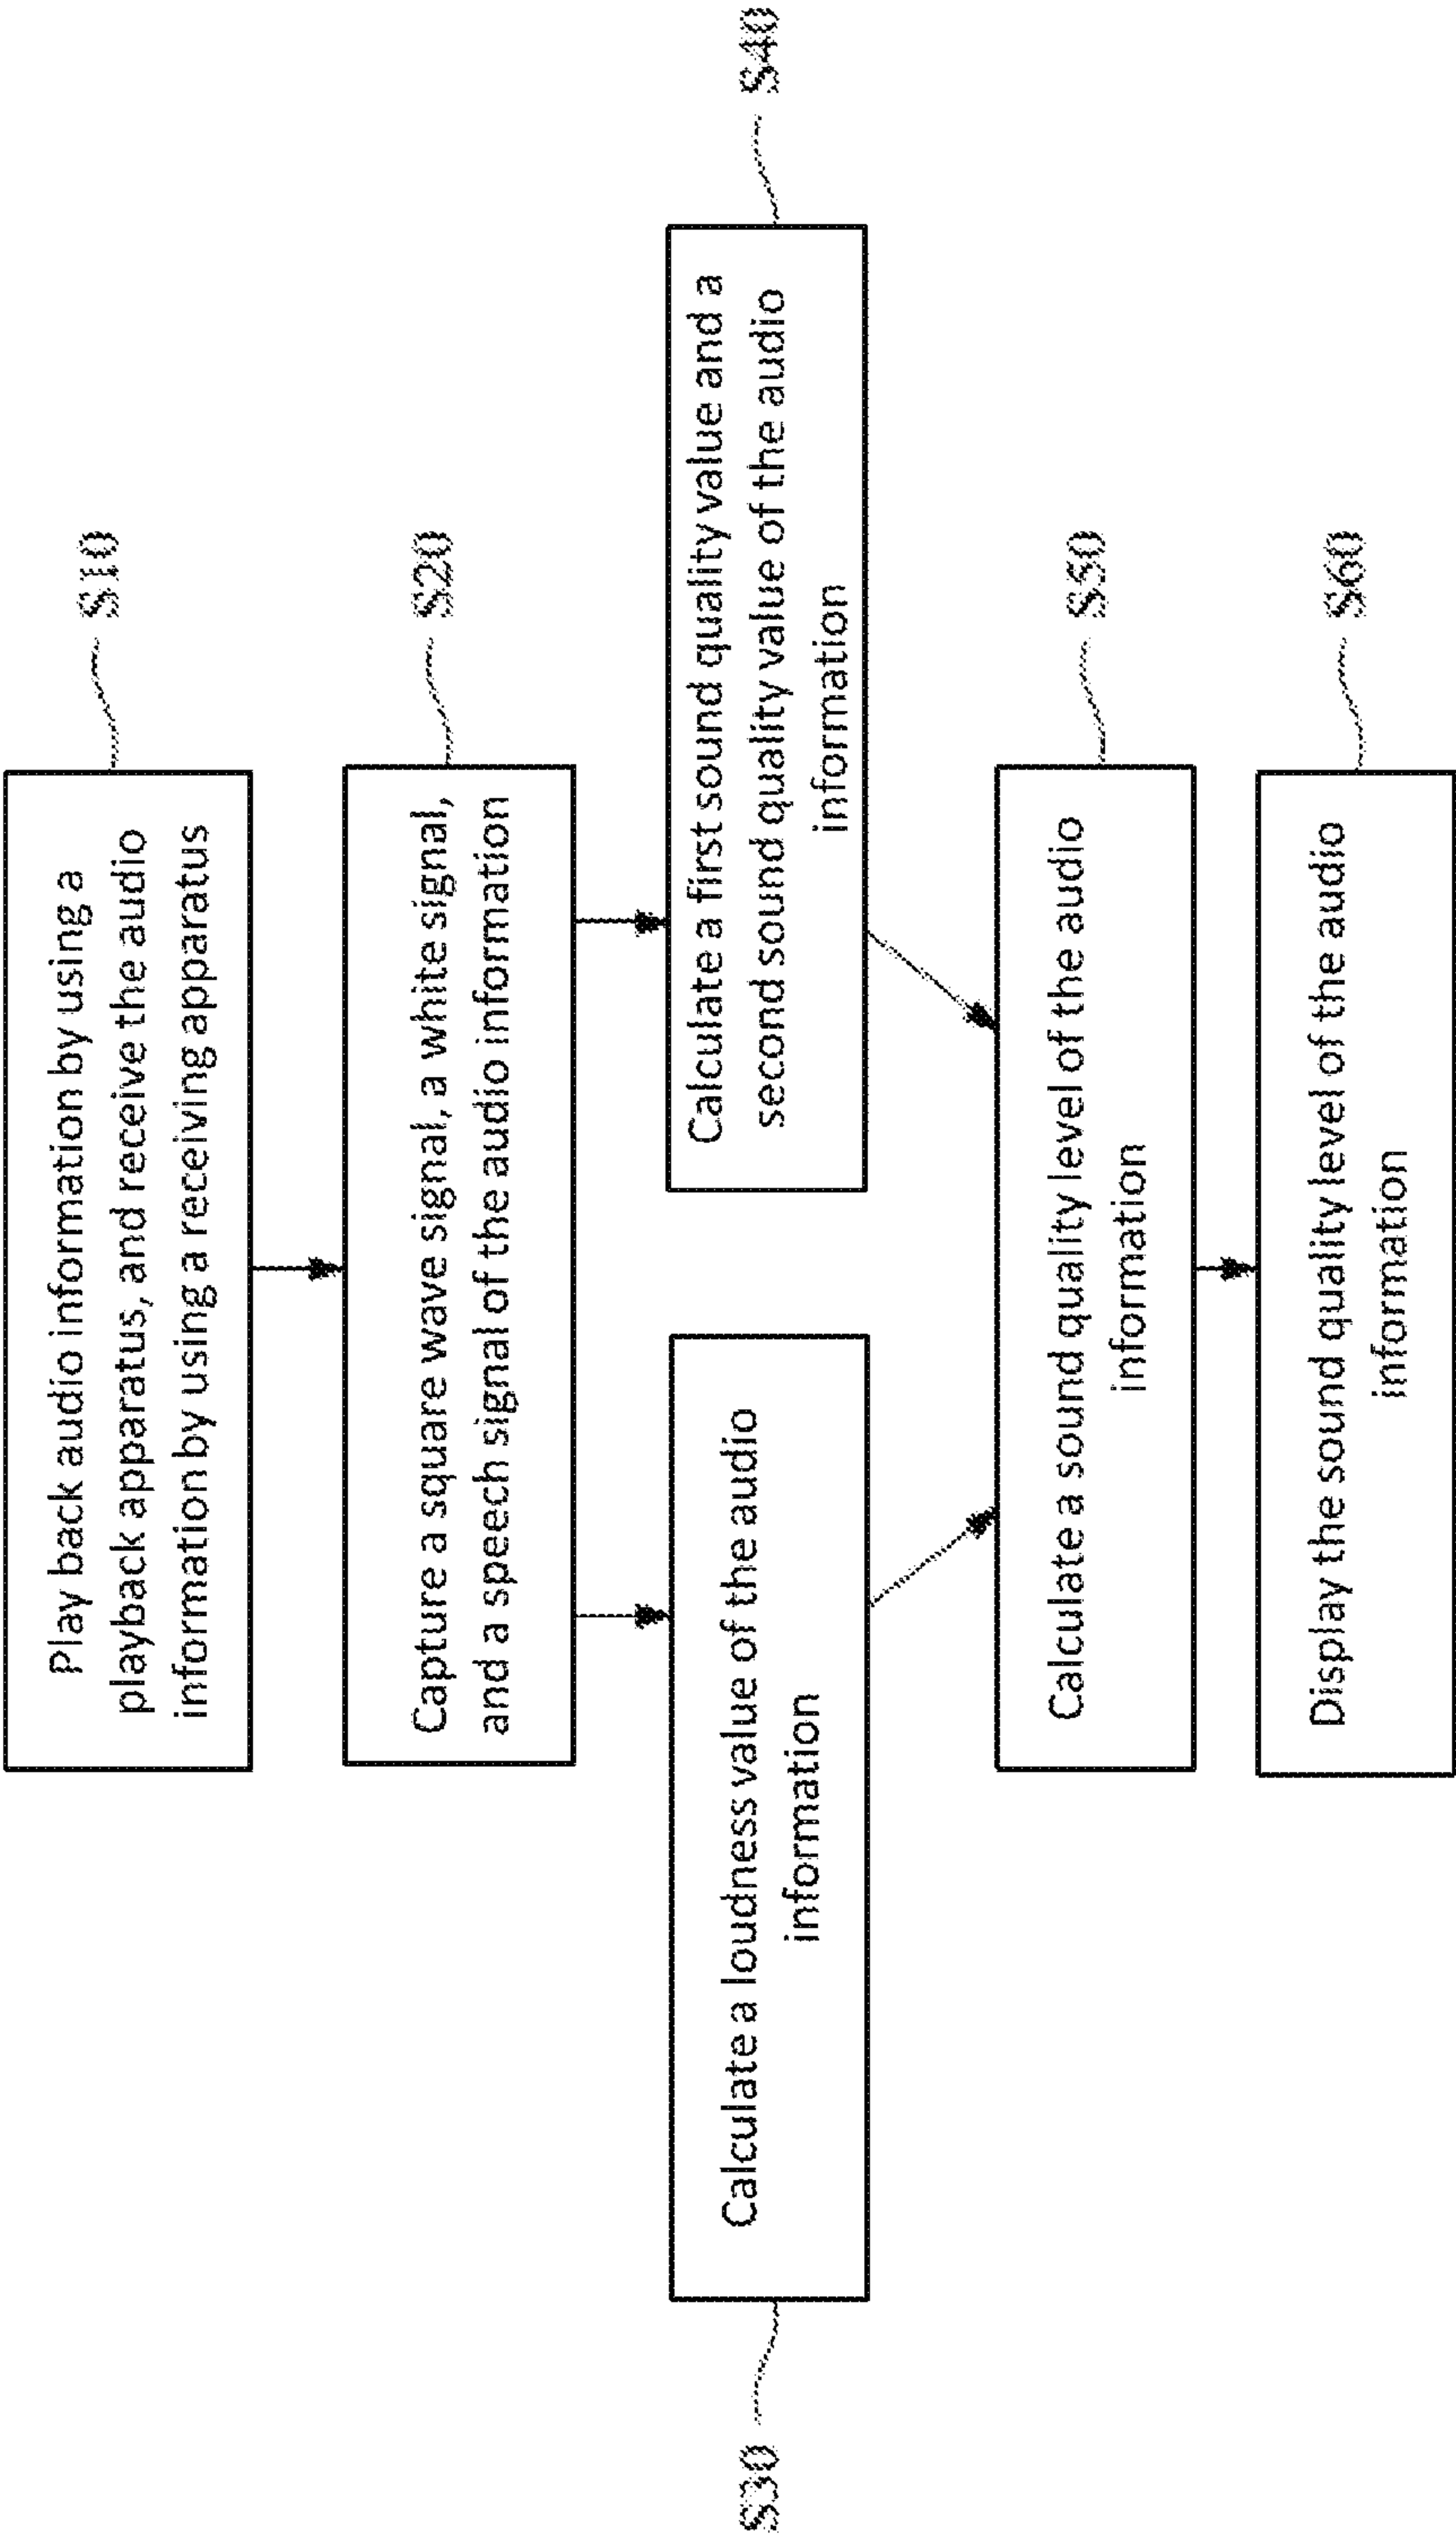 Play back audio information by using a
playback apparatus, and receive the audio
information by using a receiving apparatus
S10
Capture a square wave signal, a white signal,
and a speech signal of the audio information
S20
S30
Calculate a loudness value of the audio
information
Calculate a first sound quality value and a
second sound quality value of the audio
information
S40
Calculate a sound quality level of the audio
information
S50
Display the sound quality level of the audio
information
S60